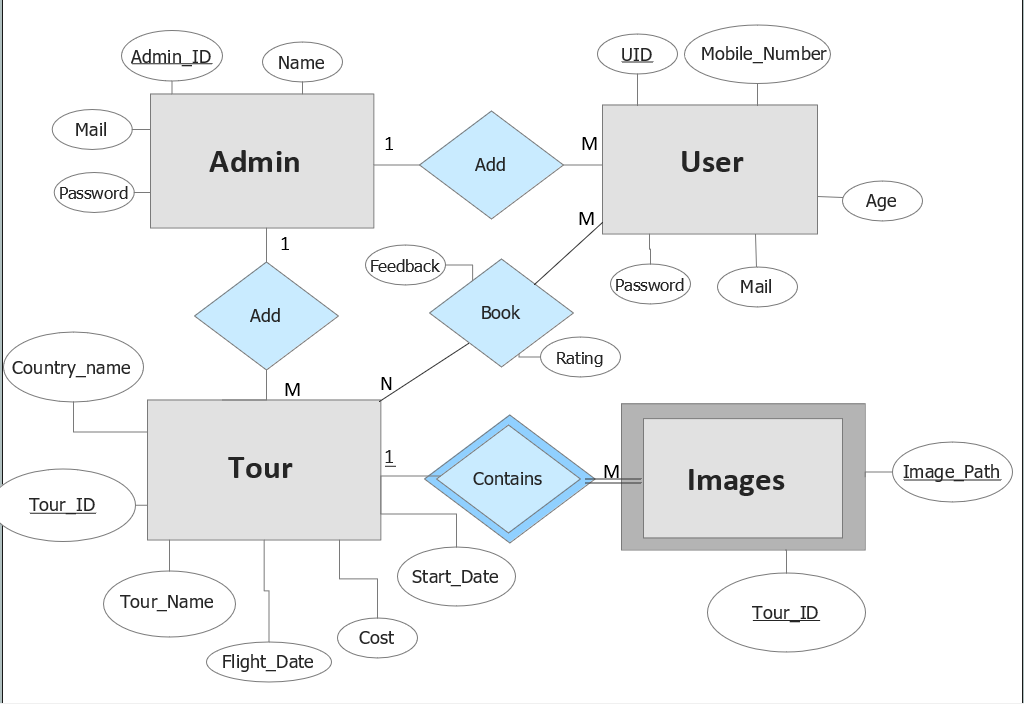 Admin_ID
Name
UID
Mobile_Number
Mail
Password
Admin
1
Add
M
User
Age
M
1
Feedback
Password
Mail
Add
Book
Rating
Country_name
M
N
Tour
1
Contains
M
Images
Image_Path
Tour_ID
Start_Date
Tour_Name
Tour_ID
Cost
Flight_Date